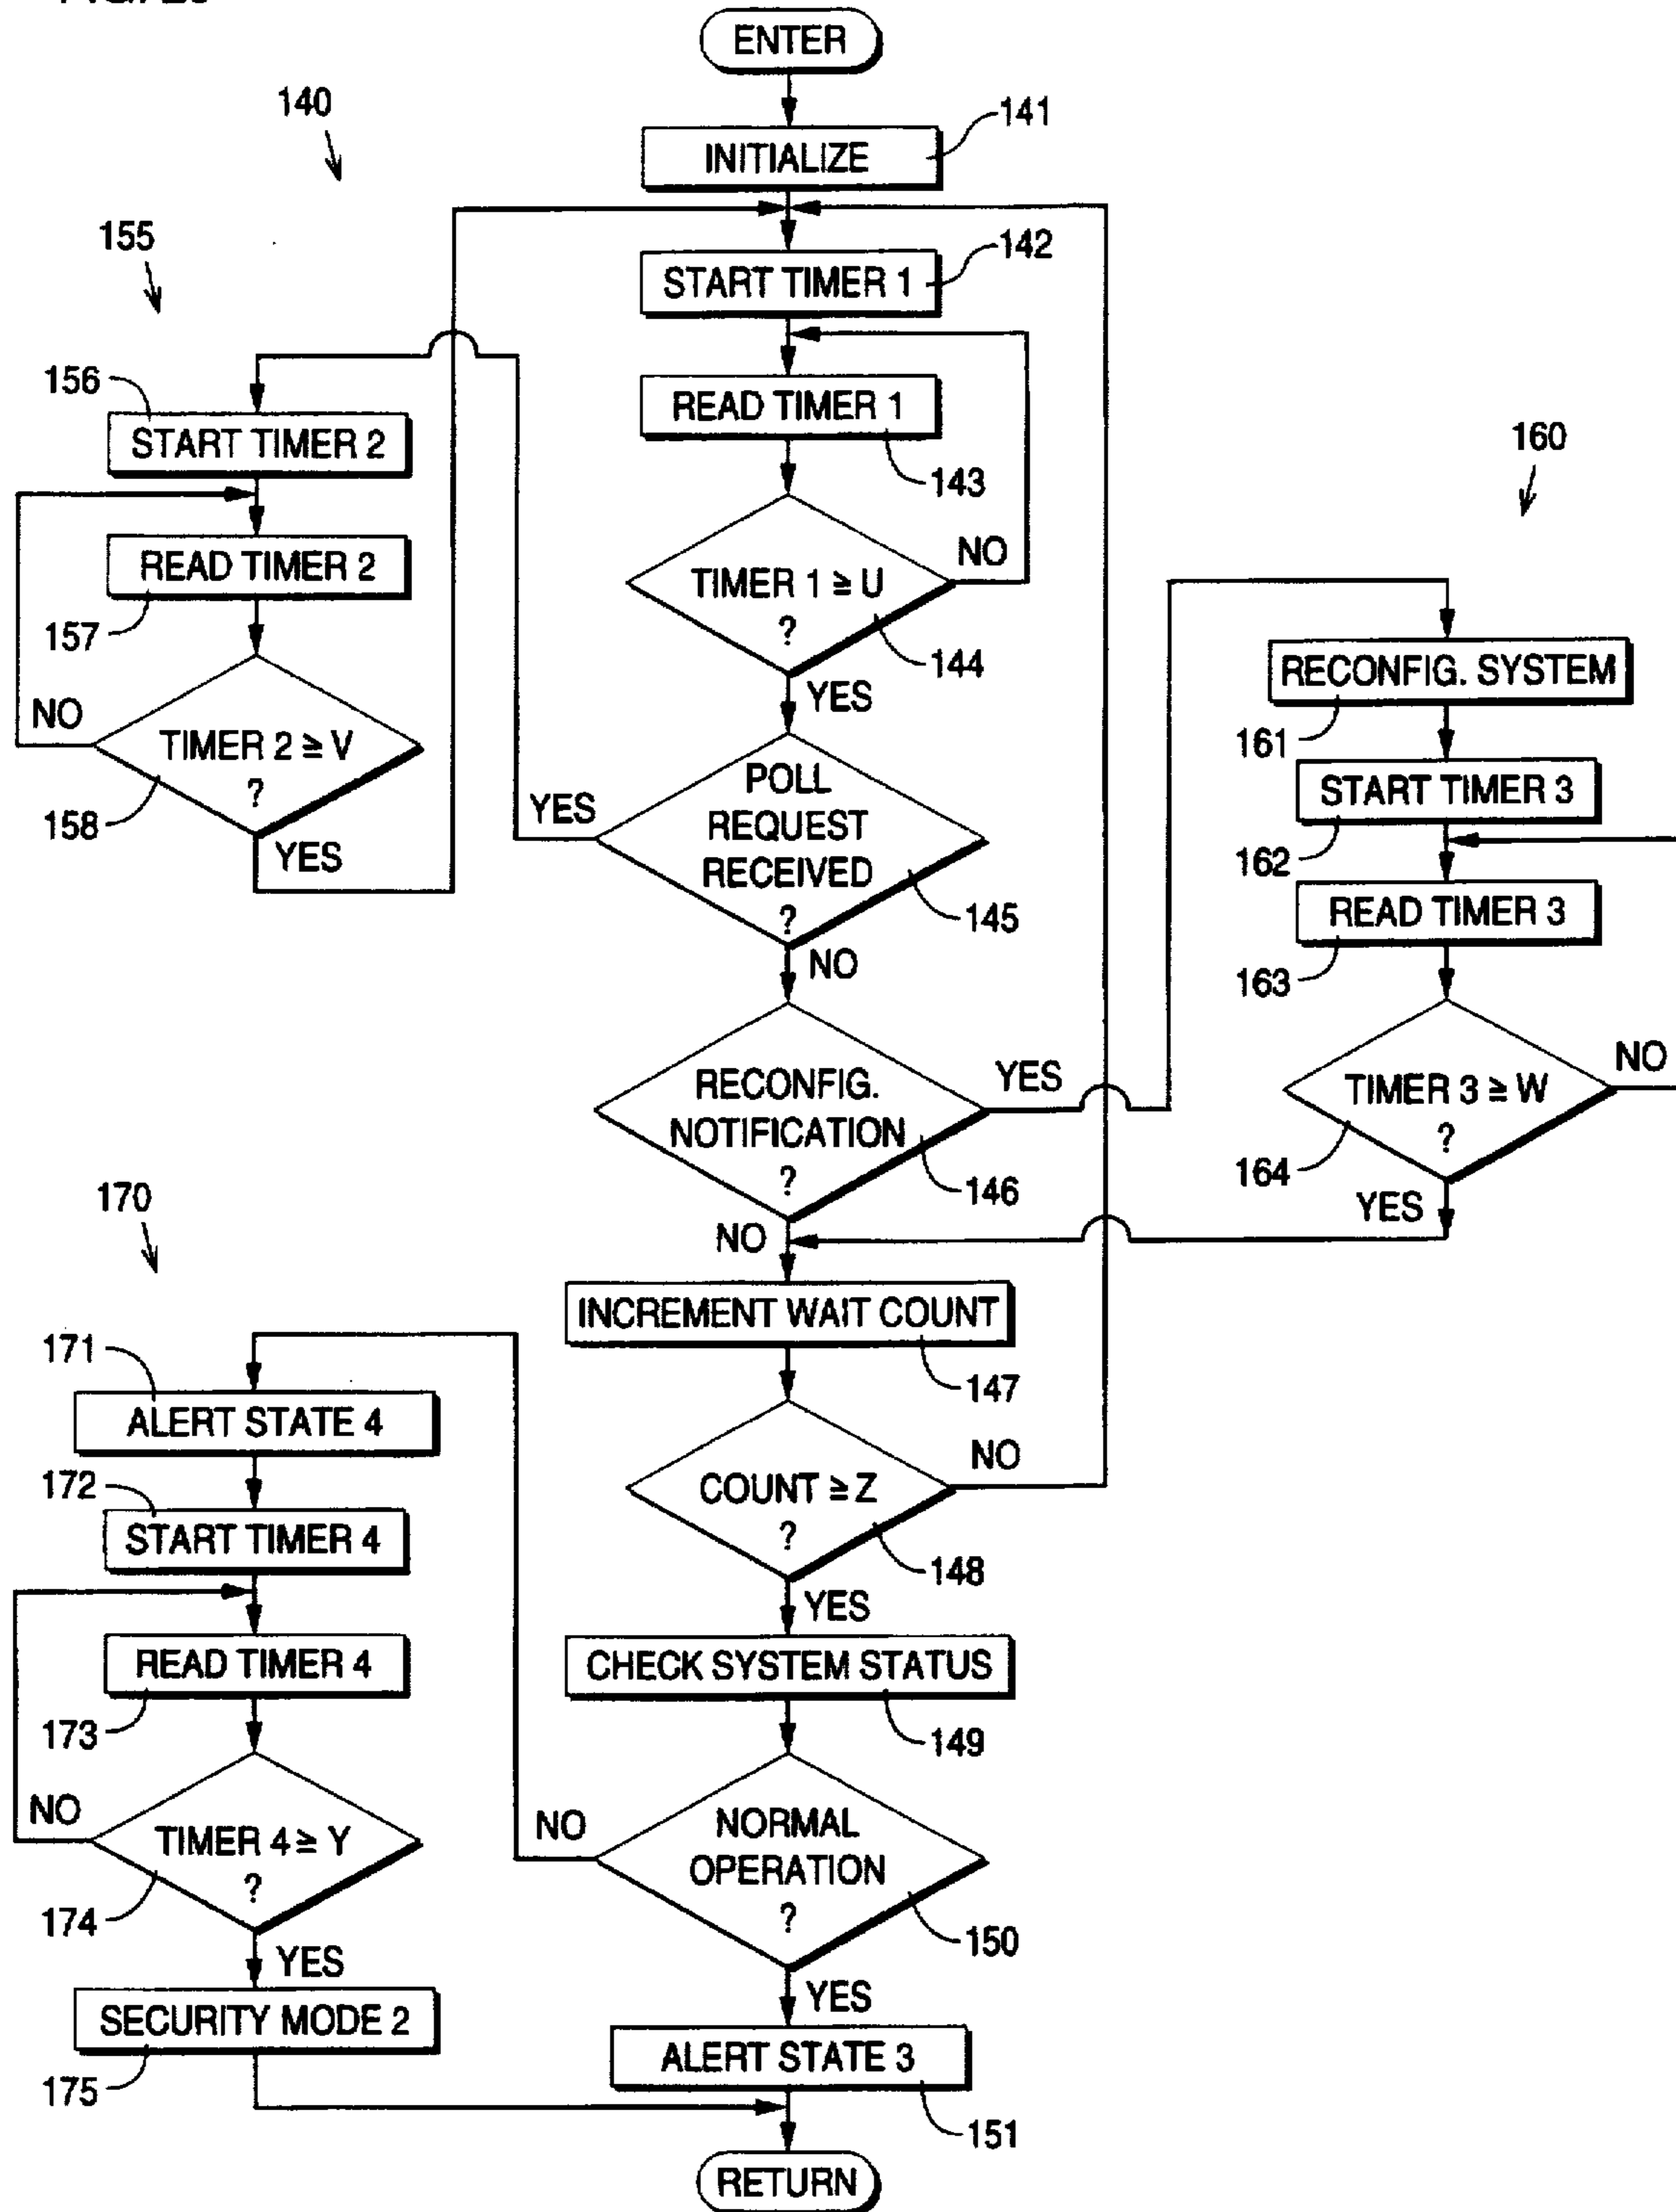 ENTER
140
141
INITIALIZE
155
142
START TIMER 1
156
START TIMER 2
READ TIMER 1
143
160
READ TIMER 2
157
TIMER 1 ≧ U
?
NO
144
YES
RECONFIG. SYSTEM
161
NO
TIMER 2 ≧ V
?
158
YES
YES
POLL
REQUEST
RECEIVED
?
145
START TIMER 3
162
READ TIMER 3
163
NO
RECONFIG.
NOTIFICATION
?
YES
146
TIMER 3 ≧ W
?
NO
164
YES
170
NO
INCREMENT WAIT COUNT
147
171
ALERT STATE 4
172
START TIMER 4
COUNT ≧ Z
?
NO
148
YES
READ TIMER 4
173
CHECK SYSTEM STATUS
149
NO
TIMER 4 ≧ Y
?
174
NO
NORMAL
OPERATION
?
150
YES
YES
SECURITY MODE 2
175
ALERT STATE 3
151
RETURN